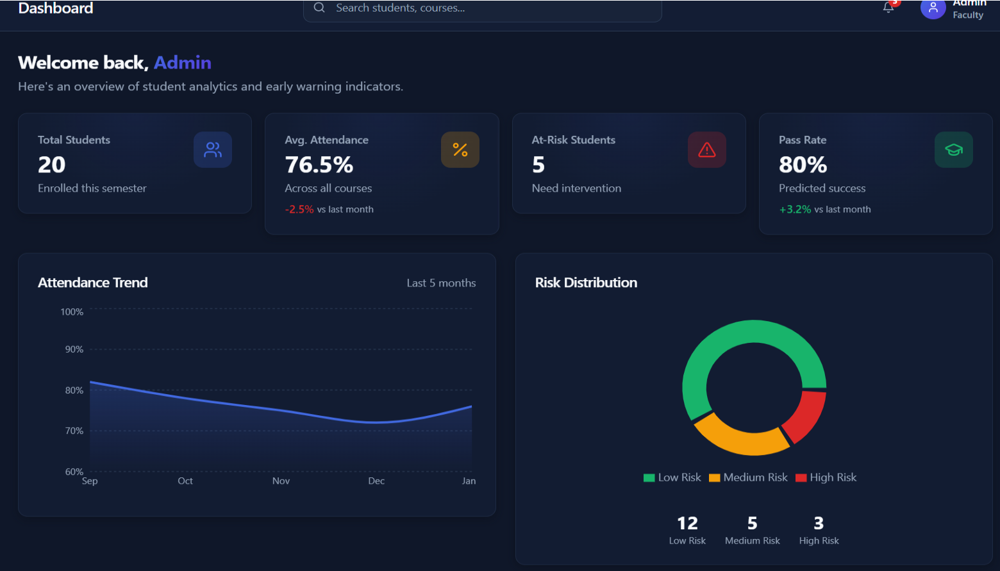 Dashboard
Search students, courses...
3
Admin
Faculty
Welcome back, Admin
Here's an overview of student analytics and early warning indicators.
Total Students
20
Enrolled this semester
Avg. Attendance
76.5%
Across all courses
-2.5% vs last month
At-Risk Students
5
Need intervention
Pass Rate
80%
Predicted success
+3.2% vs last month
Attendance Trend
Last 5 months
100%
90%
80%
70%
60%
Sep Oct Nov Dec Jan
Risk Distribution
Low Risk Medium Risk High Risk
12 5 3
Low Risk Medium Risk High Risk